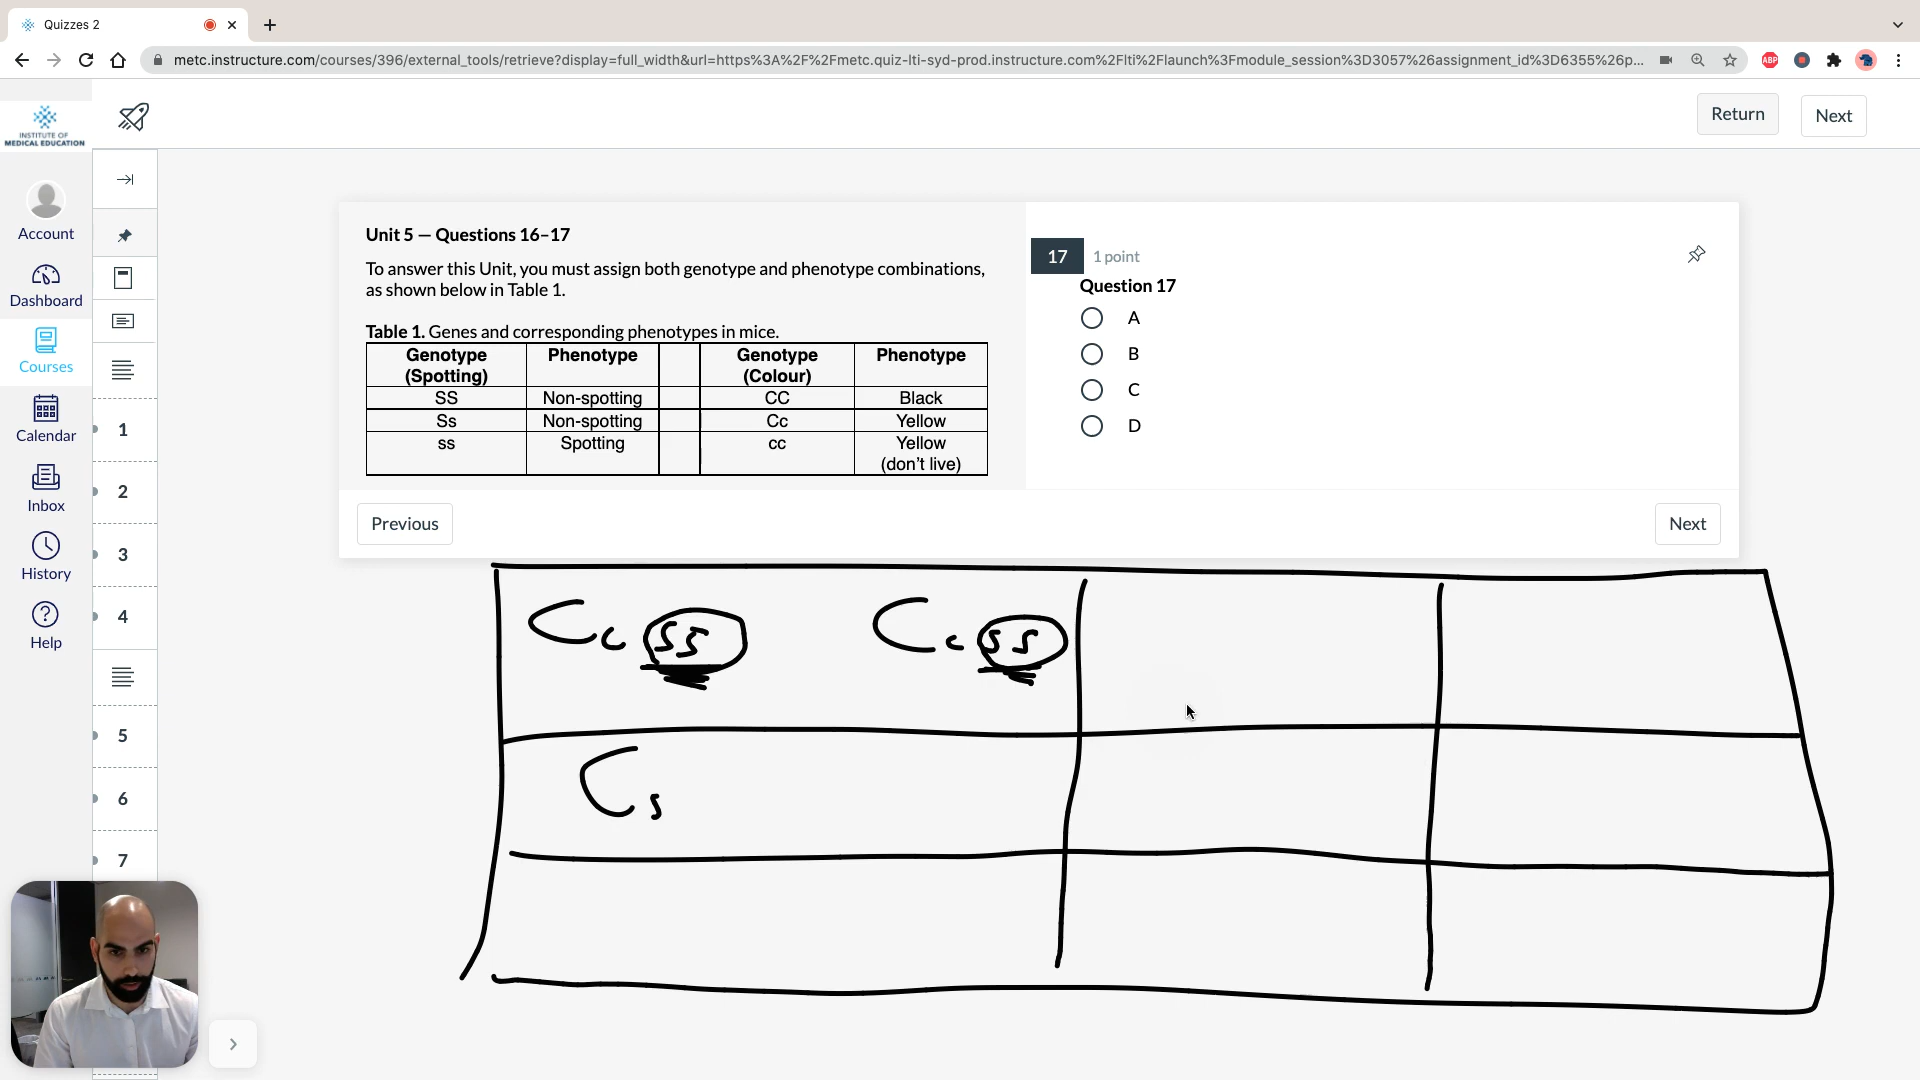 Quizzes 2
metc.instructure.com/courses/396/external_tools/retrieve?display=full_width&url=https%3A%2F%2Fmetc.quiz-lti-syd-prod.instructure.com%2Flti%2Flaunch%3Fmodule_session%3D3057%26assignment_id%3D6355%26p...
ABP
INSTITUTE OF
MEDICAL EDUCATION
Return
Next
Account
Dashboard
Courses
Calendar
Inbox
History
Help
1
2
3
4
5
6
7
Unit 5 – Questions 16–17
To answer this Unit, you must assign both genotype and phenotype combinations,
as shown below in Table 1.
Table 1. Genes and corresponding phenotypes in mice.
Genotype (Spotting) Phenotype Genotype (Colour) Phenotype
SS Non-spotting CC Black
Ss Non-spotting Cc Yellow
ss Spotting cc Yellow (don't live)
17 1 point
Question 17
A
B
C
D
Previous
Next
Cc ss Cc ss
Cs